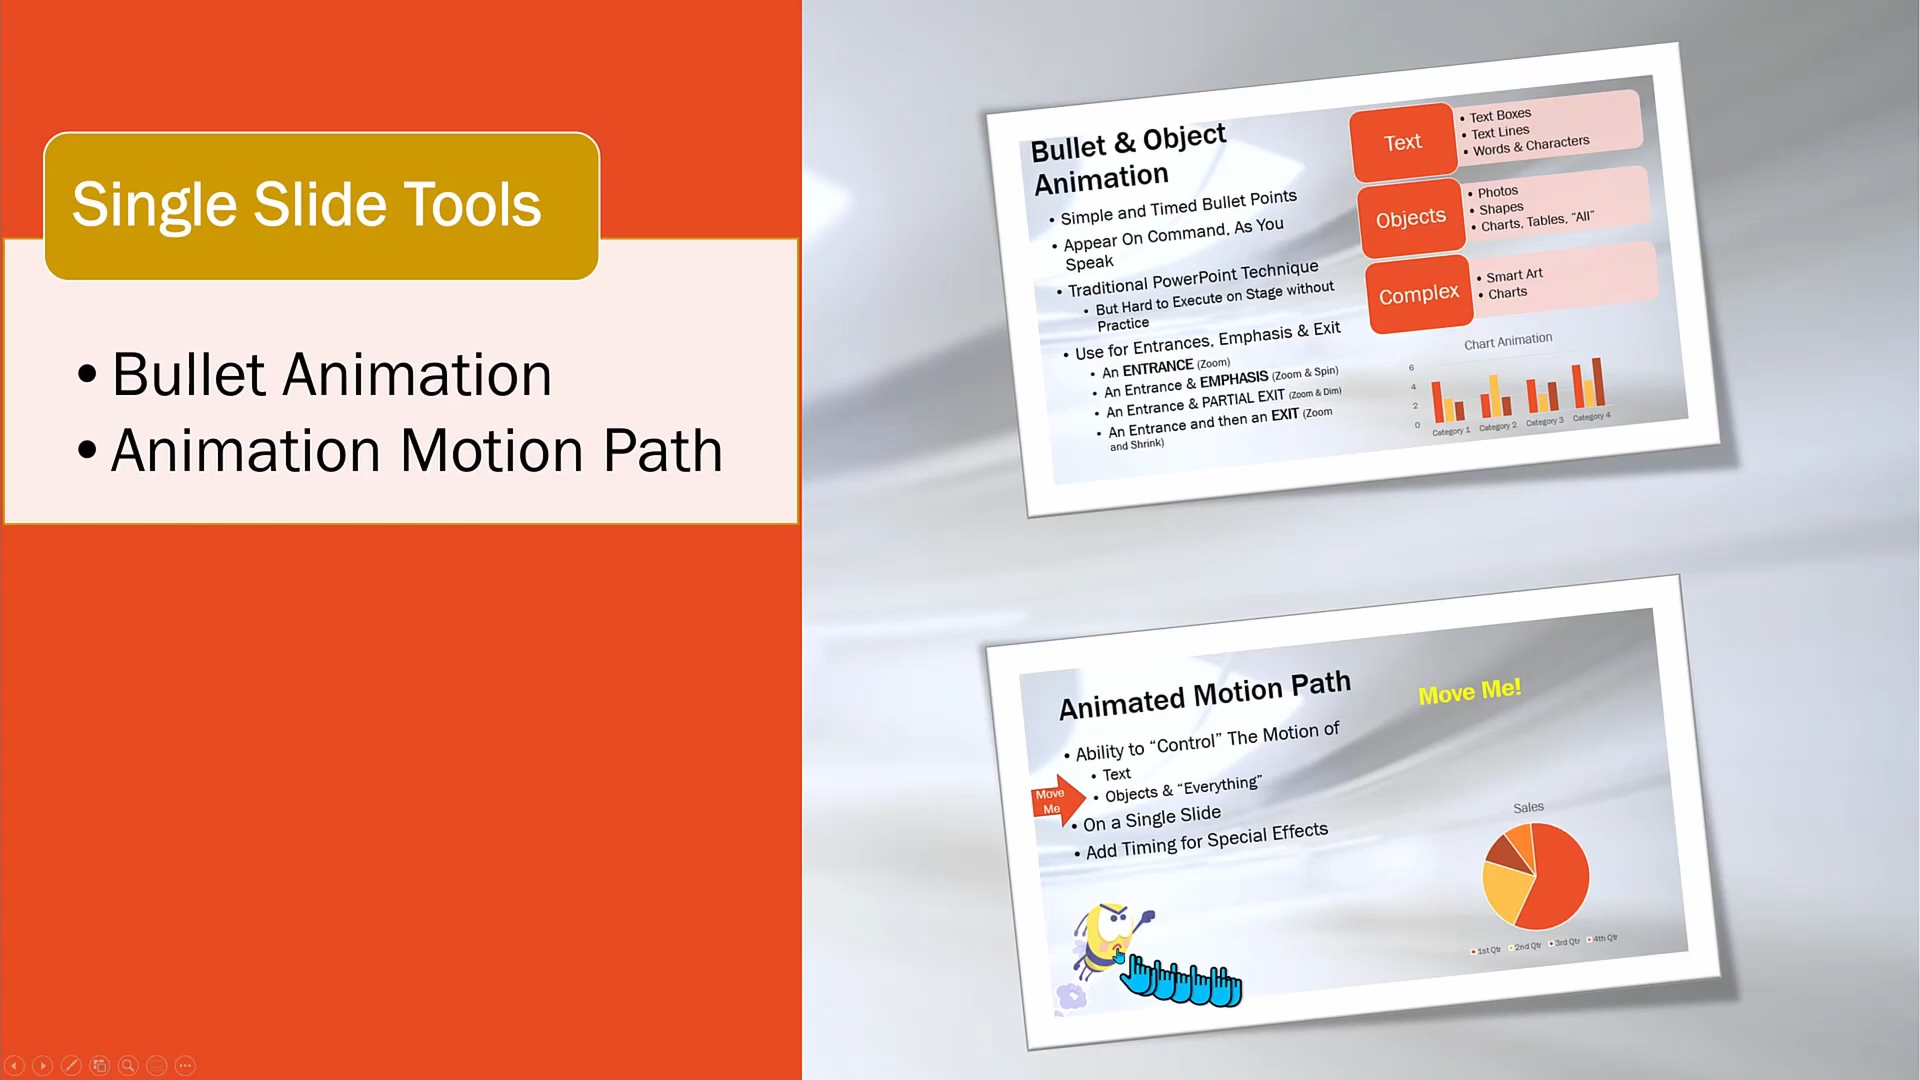 Single Slide Tools
• Bullet Animation
• Animation Motion Path
Bullet & Object
Animation
• Simple and Timed Bullet Points
• Appear On Command, As You
Speak
• Traditional PowerPoint Technique
• But Hard to Execute on Stage without
Practice
• Use for Entrances, Emphasis & Exit
• An ENTRANCE (Zoom)
• An Entrance & EMPHASIS (Zoom & Spin)
• An Entrance & PARTIAL EXIT (Zoom & Dim)
• An Entrance and then an EXIT (Zoom
and Shrink)
Text
• Text Boxes
• Text Lines
• Words & Characters
Objects
• Photos
• Shapes
• Charts, Tables, “All”
Complex
• Smart Art
• Charts
Chart Animation
6
4
2
0
Category 1 Category 2 Category 3 Category 4
Animated Motion Path
Move Me!
• Ability to “Control” The Motion of
• Text
• Objects & “Everything”
Move
Me
• On a Single Slide
• Add Timing for Special Effects
Sales
1st Qtr 2nd Qtr 3rd Qtr 4th Qtr